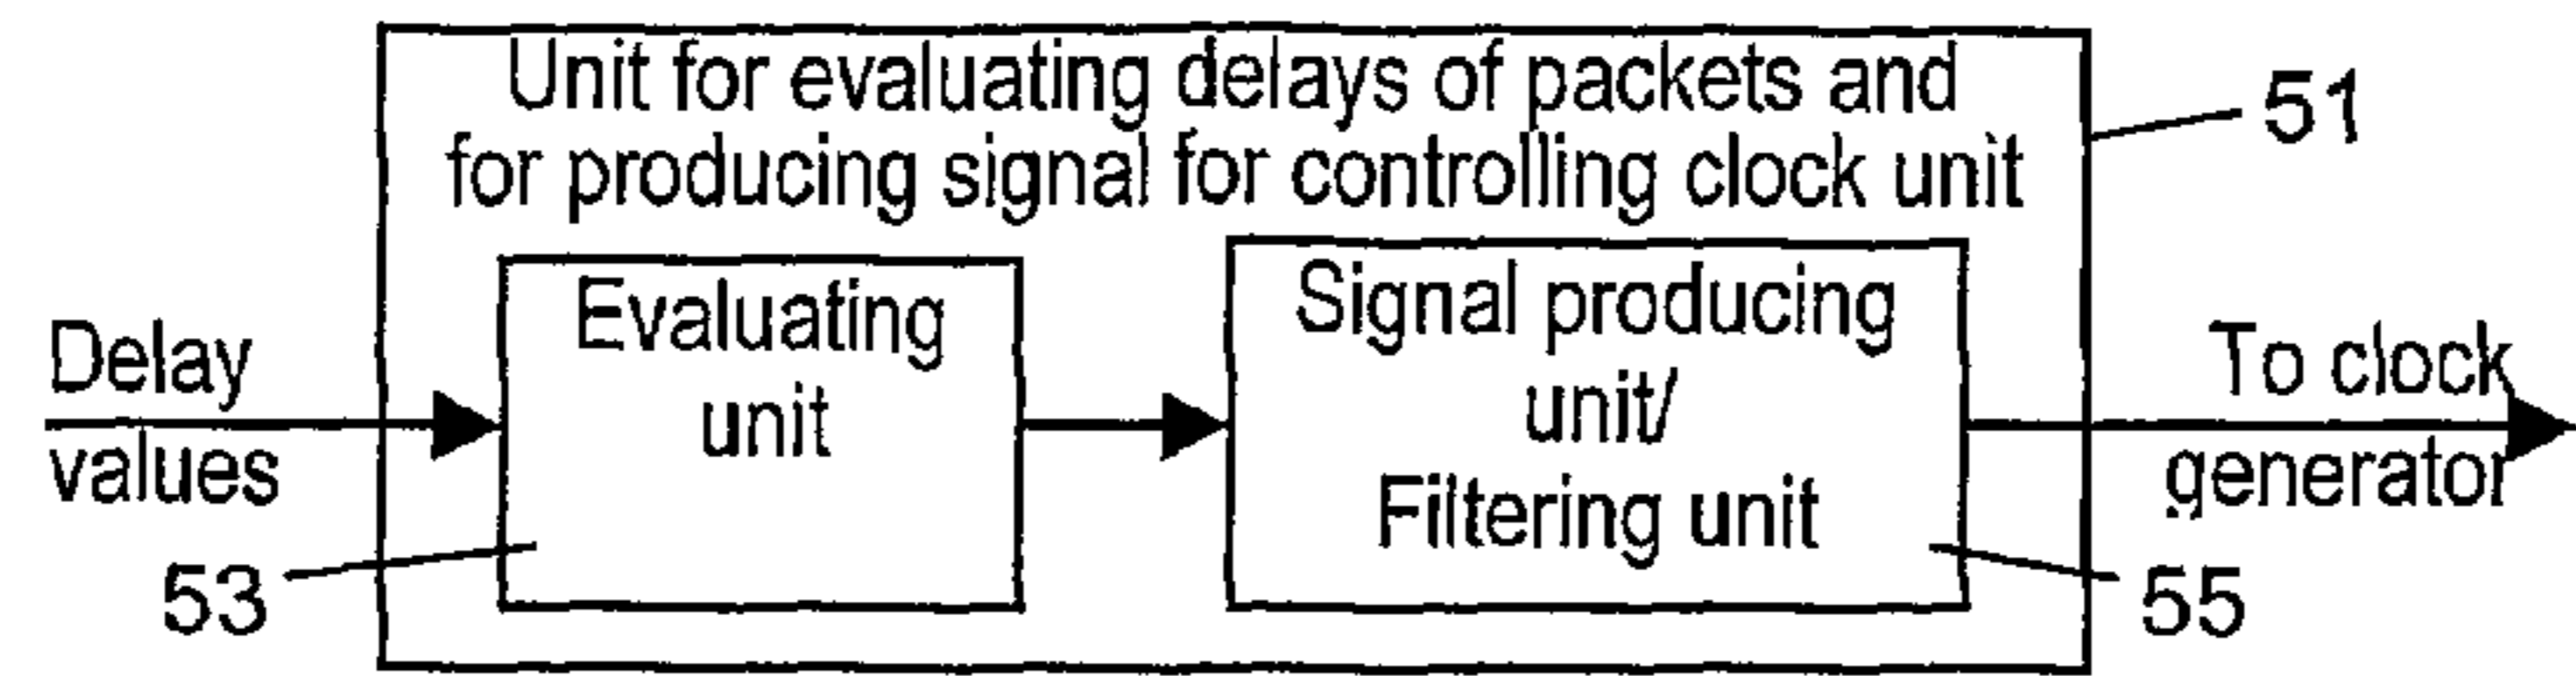 Unit for evaluating delays of packets and
for producing signal for controlling clock unit
51
Delay
values
Evaluating
unit
53
Signal producing
unit/
Filtering unit
55
To clock
generator